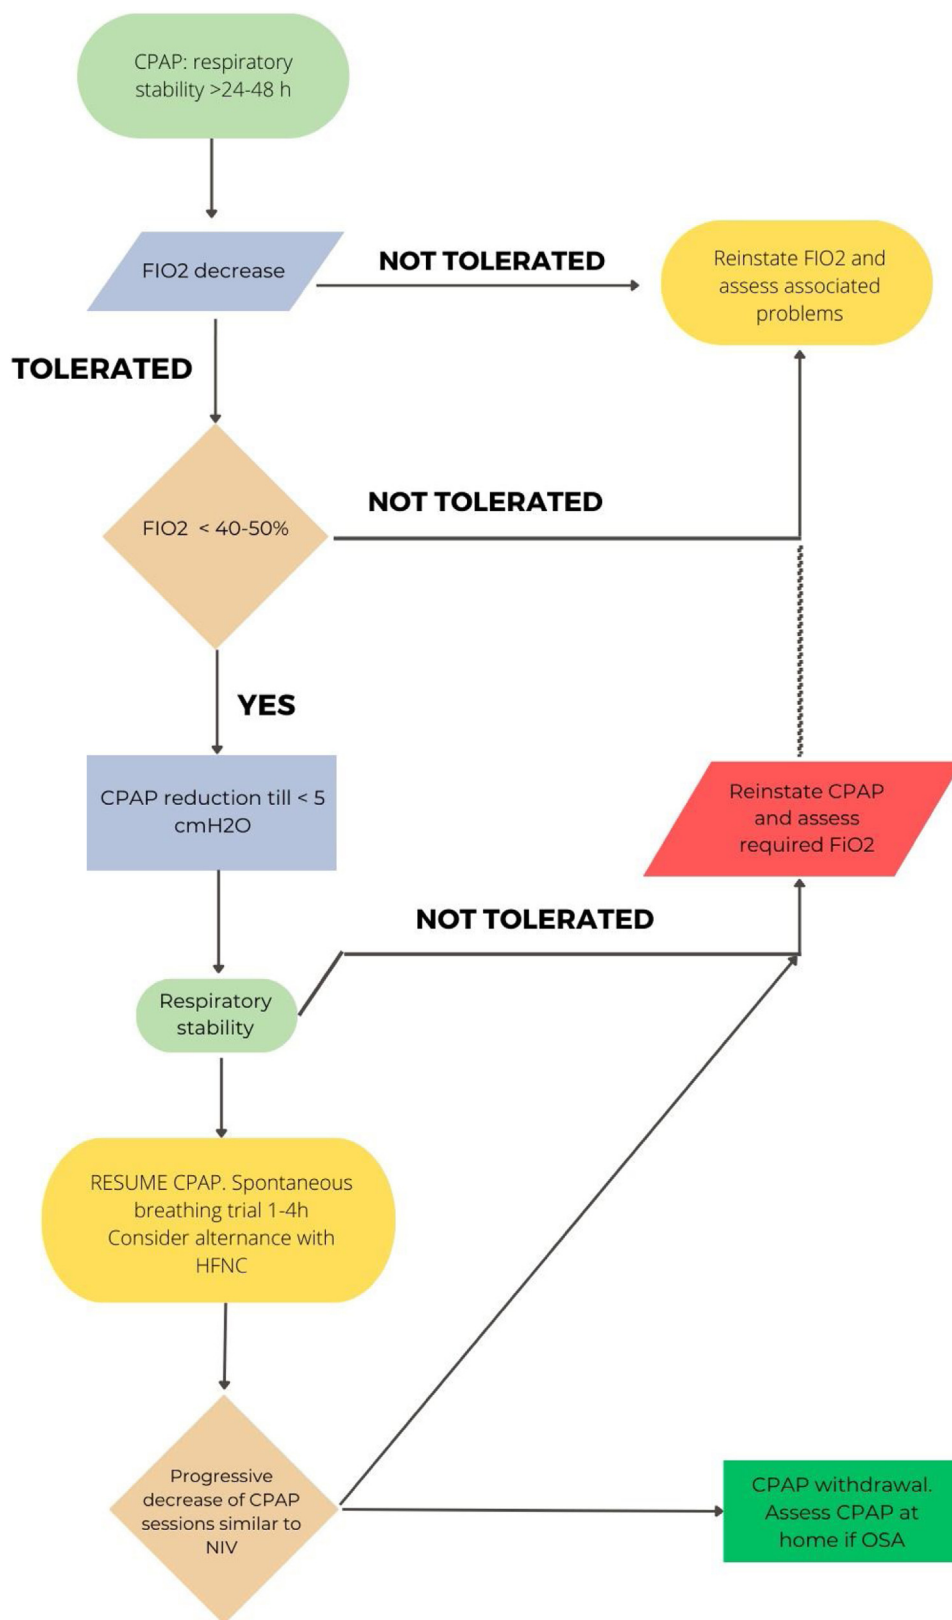 CPAP: respiratory
stability >24-48 h
FIO2 decrease
NOT TOLERATED
Reinstate FIO2 and
assess associated
problems
TOLERATED
FIO2 < 40-50%
NOT TOLERATED
YES
CPAP reduction till < 5
cmH2O
Reinstate CPAP
and assess
required FiO2
NOT TOLERATED
Respiratory
stability
RESUME CPAP. Spontaneous
breathing trial 1-4h
Consider alternance with
HFNC
Progressive
decrease of CPAP
sessions similar to
NIV
CPAP withdrawal.
Assess CPAP at
home if OSA